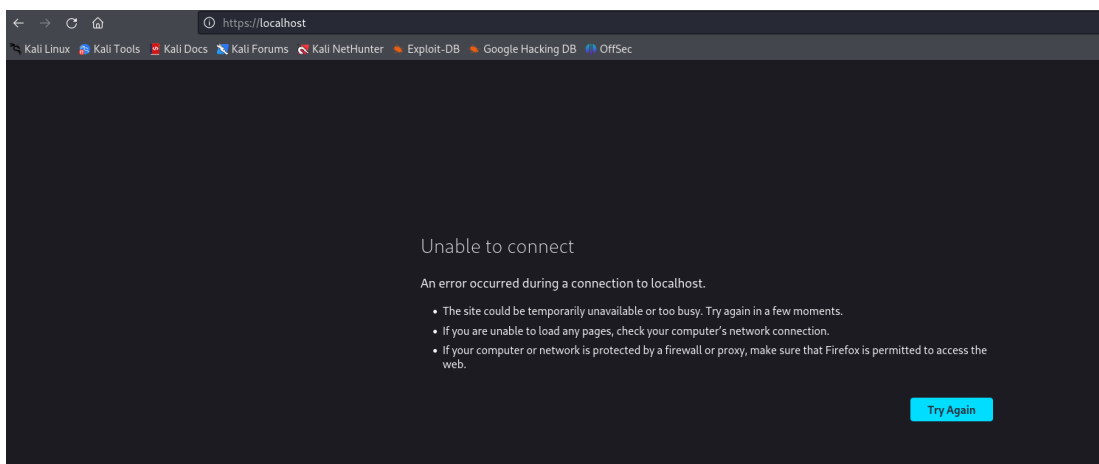 https://localhost
Kali Linux Kali Tools Kali Docs Kali Forums Kali NetHunter Exploit-DB Google Hacking DB OffSec
Unable to connect
An error occurred during a connection to localhost.
• The site could be temporarily unavailable or too busy. Try again in a few moments.
• If you are unable to load any pages, check your computer’s network connection.
• If your computer or network is protected by a firewall or proxy, make sure that Firefox is permitted to access the
web.
Try Again